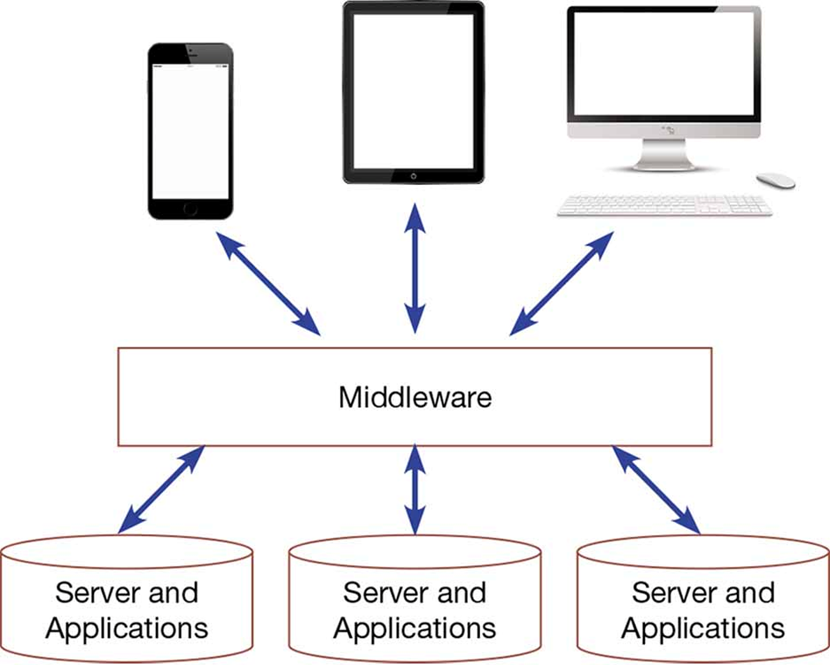 Middleware
Server and
Applications
Server and
Applications
Server and
Applications